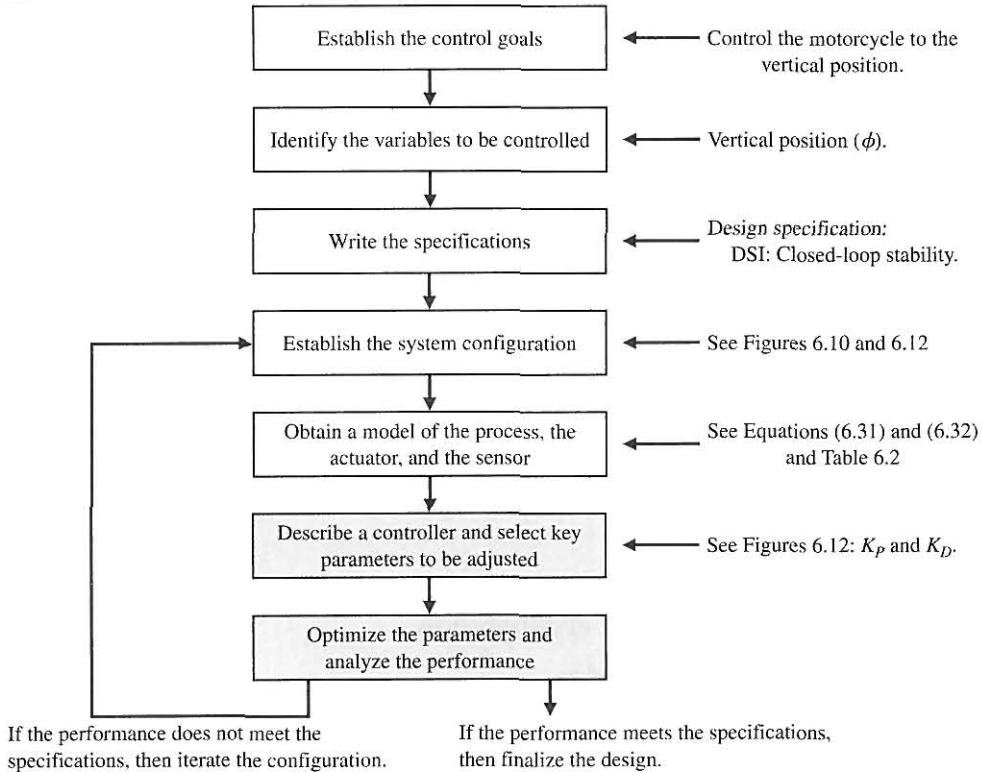 Establish the control goals
Control the motorcycle to the
vertical position.
Identify the variables to be controlled
Vertical position (ϕ).
Write the specifications
Design specification:
DSI: Closed-loop stability.
Establish the system configuration
See Figures 6.10 and 6.12
Obtain a model of the process, the
actuator, and the sensor
See Equations (6.31) and (6.32)
and Table 6.2
Describe a controller and select key
parameters to be adjusted
See Figures 6.12: K_P and K_D.
Optimize the parameters and
analyze the performance
If the performance does not meet the
specifications, then iterate the configuration.
If the performance meets the specifications,
then finalize the design.